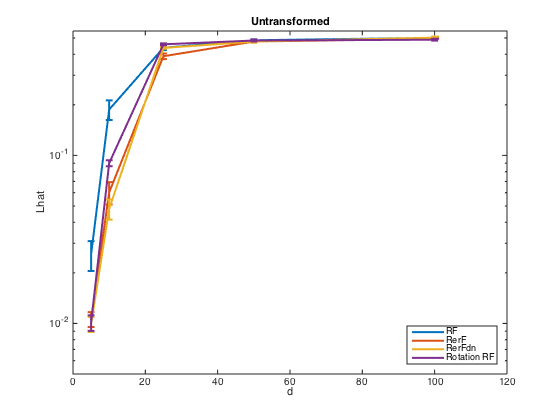 Untransformed
Lhat
10^-1
10^-2
0 20 40 60 80 100 120
d
RF
RerF
RerFdn
Rotation RF